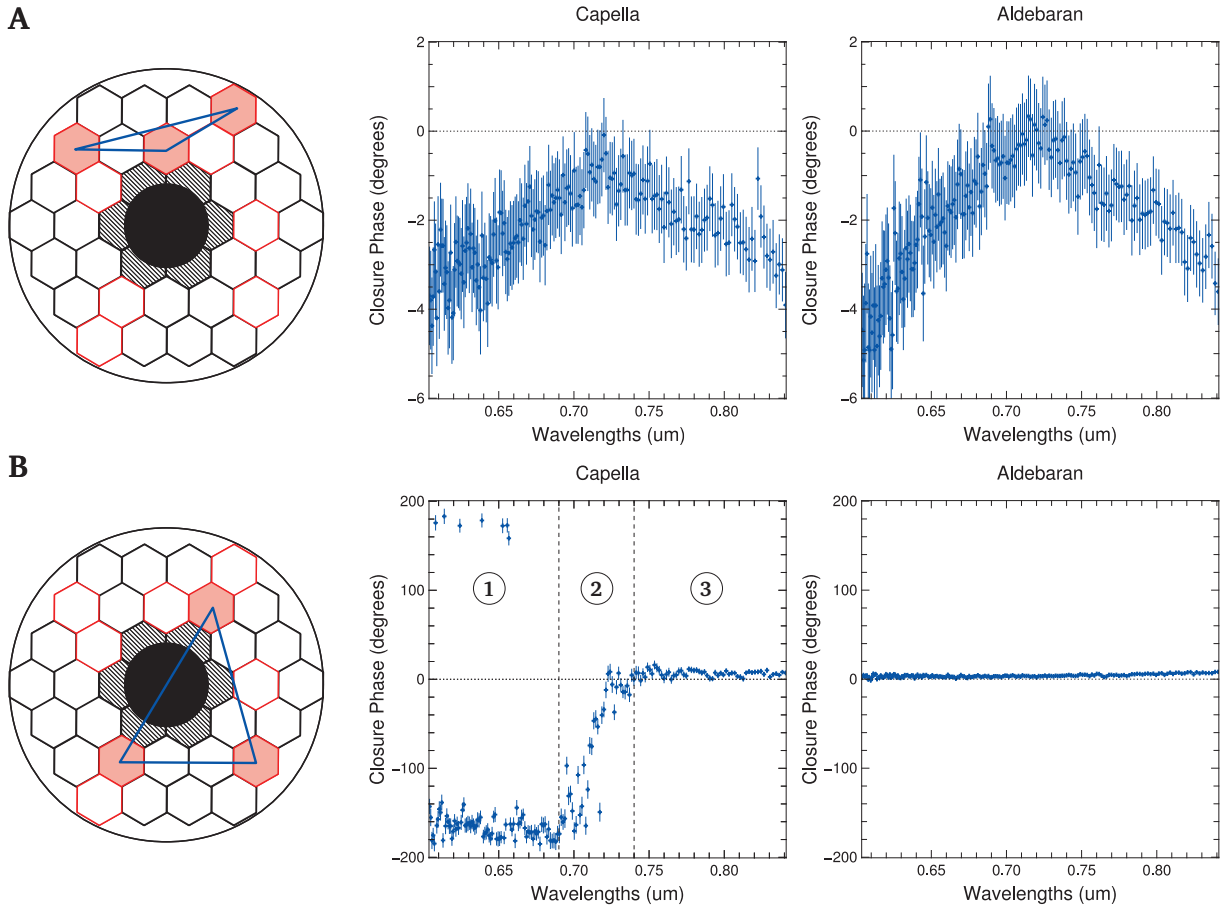 A
Capella
Aldebaran
2
0
−2
−4
−6
Closure Phase (degrees)
0.65
0.70
0.75
0.80
Wavelengths (um)
2
0
−2
−4
−6
Closure Phase (degrees)
0.65
0.70
0.75
0.80
Wavelengths (um)
B
Capella
Aldebaran
200
100
0
−100
−200
Closure Phase (degrees)
1
2
3
0.65
0.70
0.75
0.80
Wavelengths (um)
200
100
0
−100
−200
Closure Phase (degrees)
0.65
0.70
0.75
0.80
Wavelengths (um)